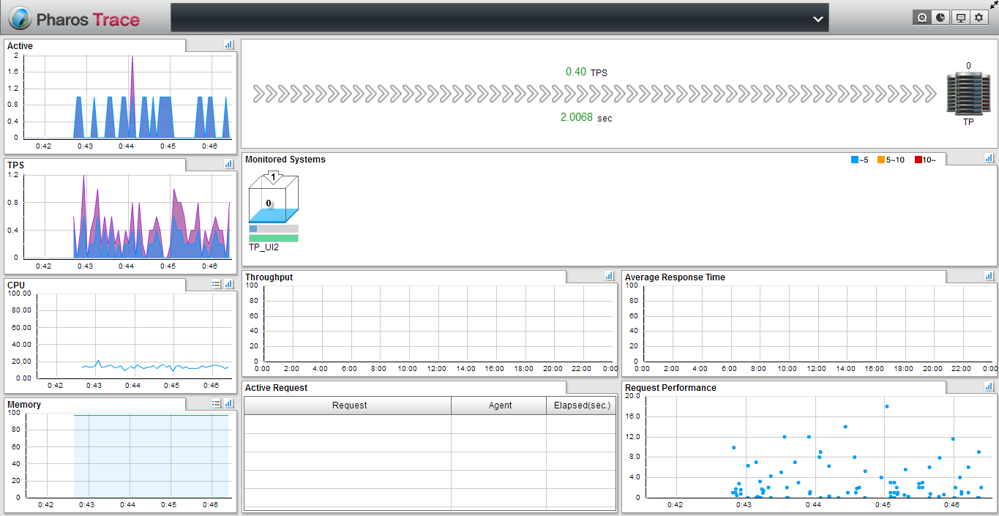 Pharos Trace
Active
2
1.6
1.2
0.8
0.4
0
0:42 0:43 0:44 0:45 0:46
0.40 TPS
2.0068 sec
0
TP
TPS
1.2
0.8
0.4
0
0:42 0:43 0:44 0:45 0:46
Monitored Systems
~5 5~10 10~
1
0
TP_UI2
CPU
100.00
80.00
60.00
40.00
20.00
0.00
0:42 0:43 0:44 0:45 0:46
Throughput
100
80
60
40
20
0
0:00 2:00 4:00 6:00 8:00 10:00 12:00 14:00 16:00 18:00 20:00 22:00 0:00
Average Response Time
100
80
60
40
20
0
0:00 2:00 4:00 6:00 8:00 10:00 12:00 14:00 16:00 18:00 20:00 22:00 0:00
Memory
100
80
60
40
20
0
0:42 0:43 0:44 0:45 0:46
Active Request
Request Agent Elapsed(sec.)
Request Performance
20.0
16.0
12.0
8.0
4.0
0
0:42 0:43 0:44 0:45 0:46